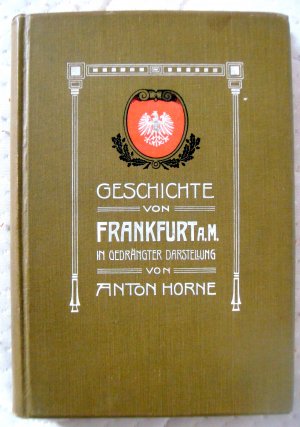 GESCHICHTE
VON
FRANKFURT A.M.
IN GEDRÄNGTER DARSTELLUNG
VON
ANTON HORNE